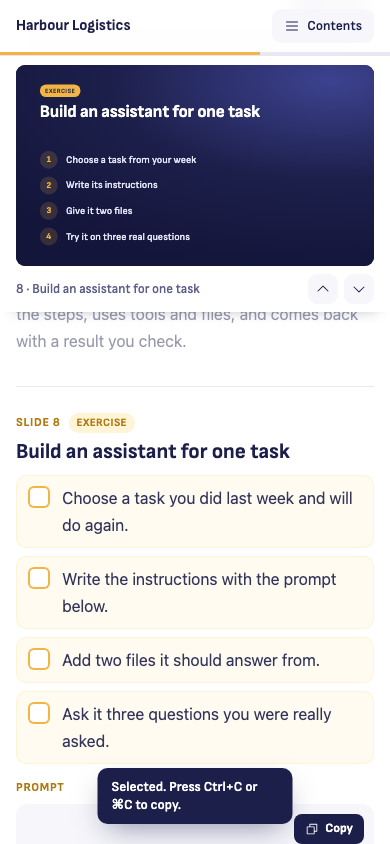 Harbour Logistics
Contents
EXERCISE
Build an assistant for one task
1 Choose a task from your week
2 Write its instructions
3 Give it two files
4 Try it on three real questions
8 · Build an assistant for one task
the steps, uses tools and files, and comes back
with a result you check.
SLIDE 8 EXERCISE
Build an assistant for one task
Choose a task you did last week and will
do again.
Write the instructions with the prompt
below.
Add two files it should answer from.
Ask it three questions you were really
asked.
PROMPT
Selected. Press Ctrl+C or
⌘C to copy.
Copy